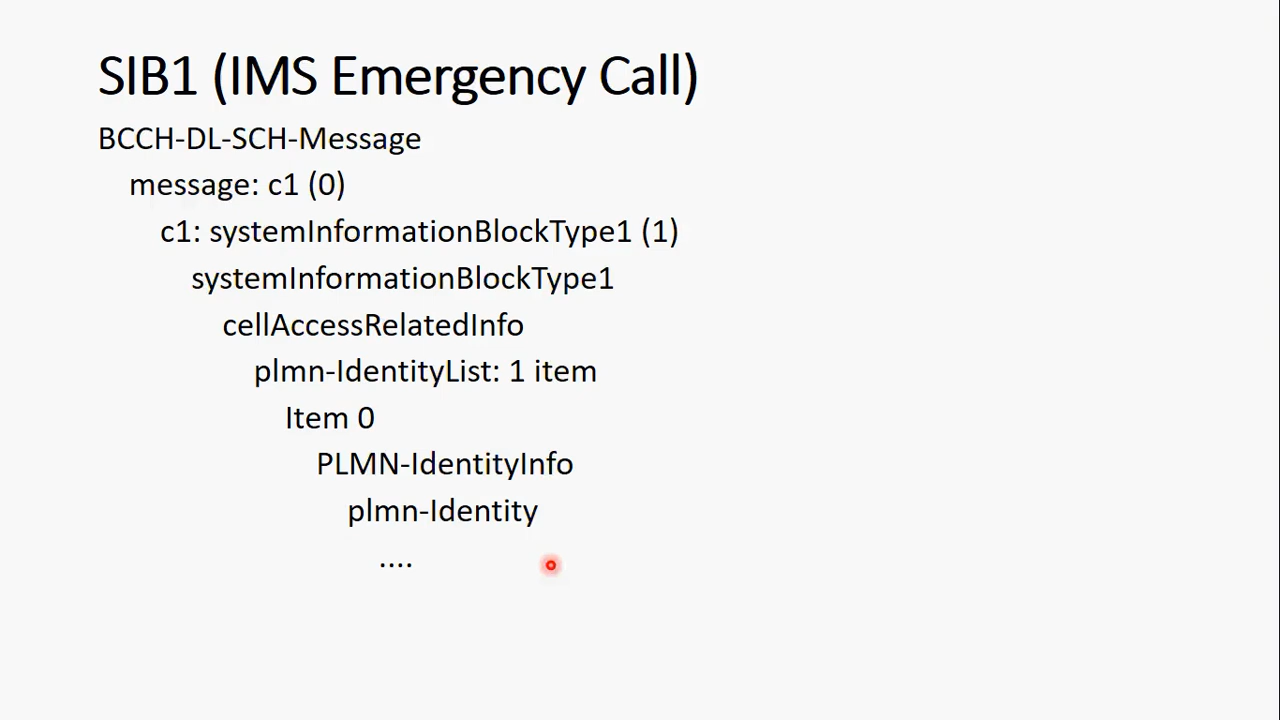 SIB1 (IMS Emergency Call)
BCCH-DL-SCH-Message
message: c1 (0)
c1: systemInformationBlockType1 (1)
systemInformationBlockType1
cellAccessRelatedInfo
plmn-IdentityList: 1 item
Item 0
PLMN-IdentityInfo
plmn-Identity
....